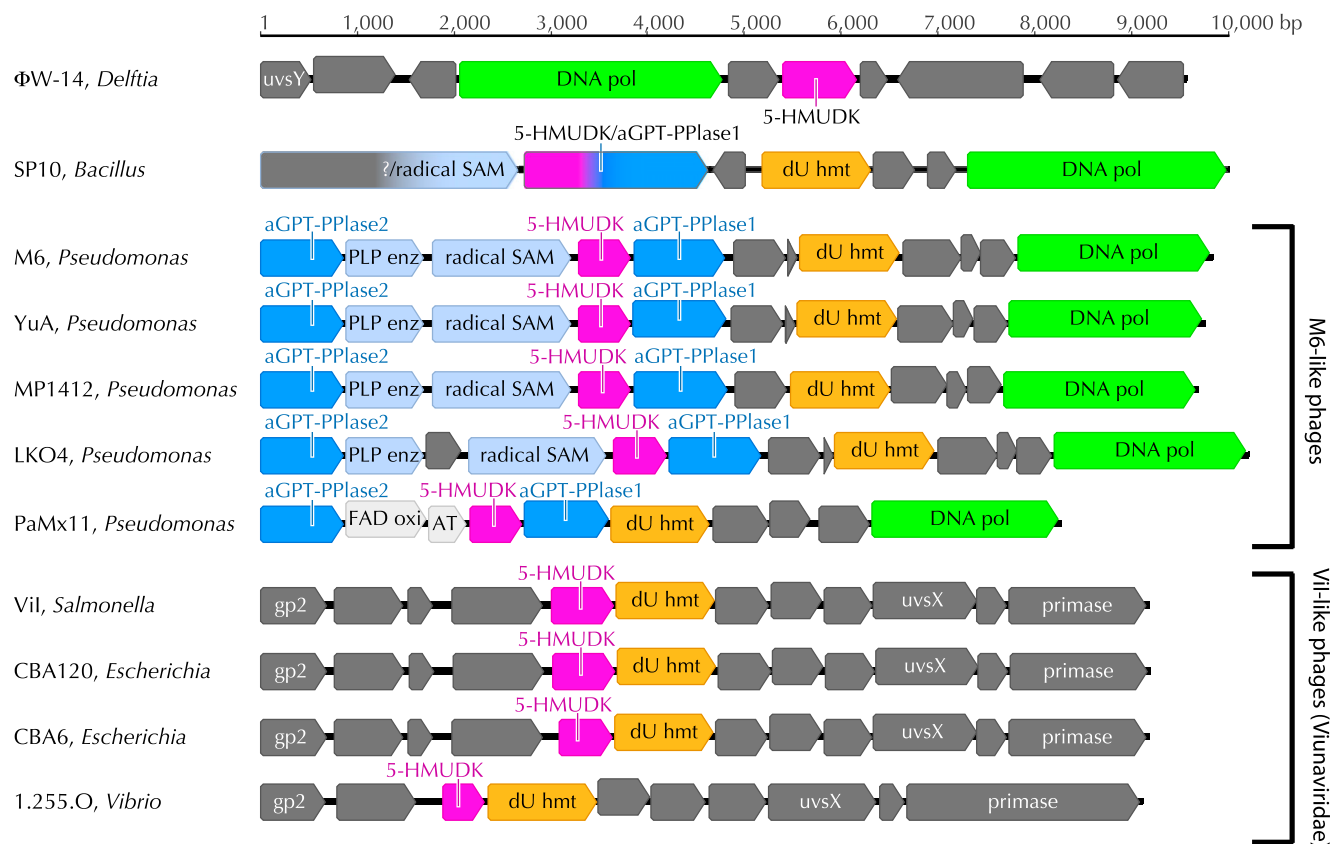 1 1,000 2,000 3,000 4,000 5,000 6,000 7,000 8,000 9,000 10,000 bp
ΦW-14, Delftia uvsY DNA pol
5-HMUDK
5-HMUDK/aGPT-PPlase1
SP10, Bacillus ?/radical SAM dU hmt DNA pol
aGPT-PPlase2 5-HMUDK aGPT-PPlase1
M6, Pseudomonas PLP enz radical SAM dU hmt DNA pol
aGPT-PPlase2 5-HMUDK aGPT-PPlase1
YuA, Pseudomonas PLP enz radical SAM dU hmt DNA pol
aGPT-PPlase2 5-HMUDK aGPT-PPlase1
MP1412, Pseudomonas PLP enz radical SAM dU hmt DNA pol
aGPT-PPlase2 5-HMUDK aGPT-PPlase1
LKO4, Pseudomonas PLP enz radical SAM dU hmt DNA pol
aGPT-PPlase2 5-HMUDK aGPT-PPlase1
PaMx11, Pseudomonas FAD oxi AT dU hmt DNA pol
M6-like phages
5-HMUDK
ViI, Salmonella gp2 dU hmt uvsX primase
5-HMUDK
CBA120, Escherichia gp2 dU hmt uvsX primase
5-HMUDK
CBA6, Escherichia gp2 dU hmt uvsX primase
5-HMUDK
1.255.O, Vibrio gp2 dU hmt uvsX primase
ViI-like phages (Viunaviridae)